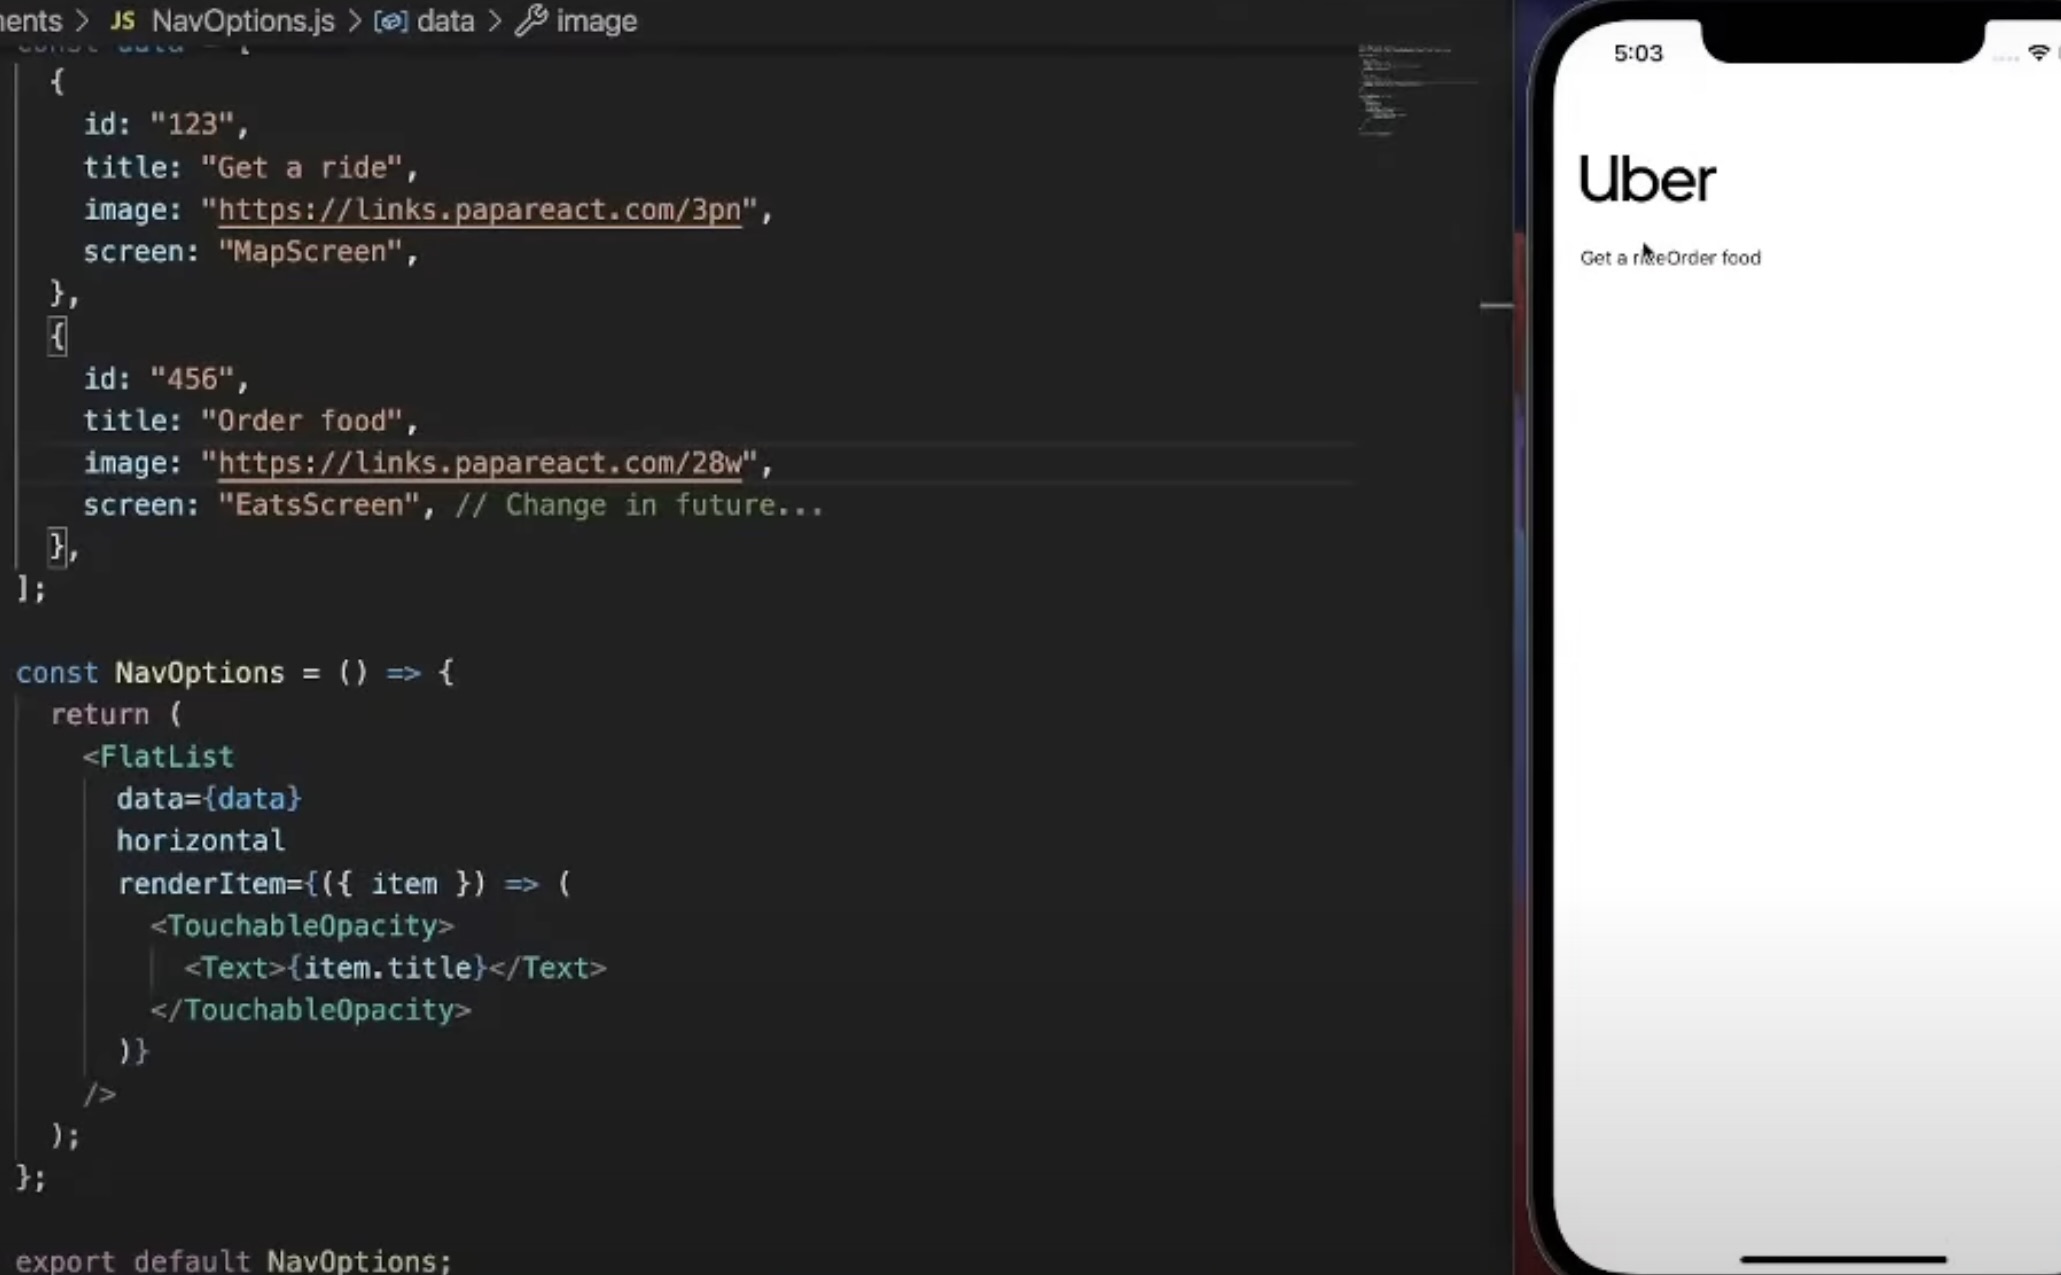 ents > JS NavOptions.js > data > image
const data = [
{
id: "123",
title: "Get a ride",
image: "https://links.papareact.com/3pn",
screen: "MapScreen",
},
{
id: "456",
title: "Order food",
image: "https://links.papareact.com/28w",
screen: "EatsScreen", // Change in future...
},
];
const NavOptions = () => {
return (
<FlatList
data={data}
horizontal
renderItem={({ item }) => (
<TouchableOpacity>
<Text>{item.title}</Text>
</TouchableOpacity>
)}
/>
);
};
export default NavOptions;
5:03
Uber
Get a rideOrder food